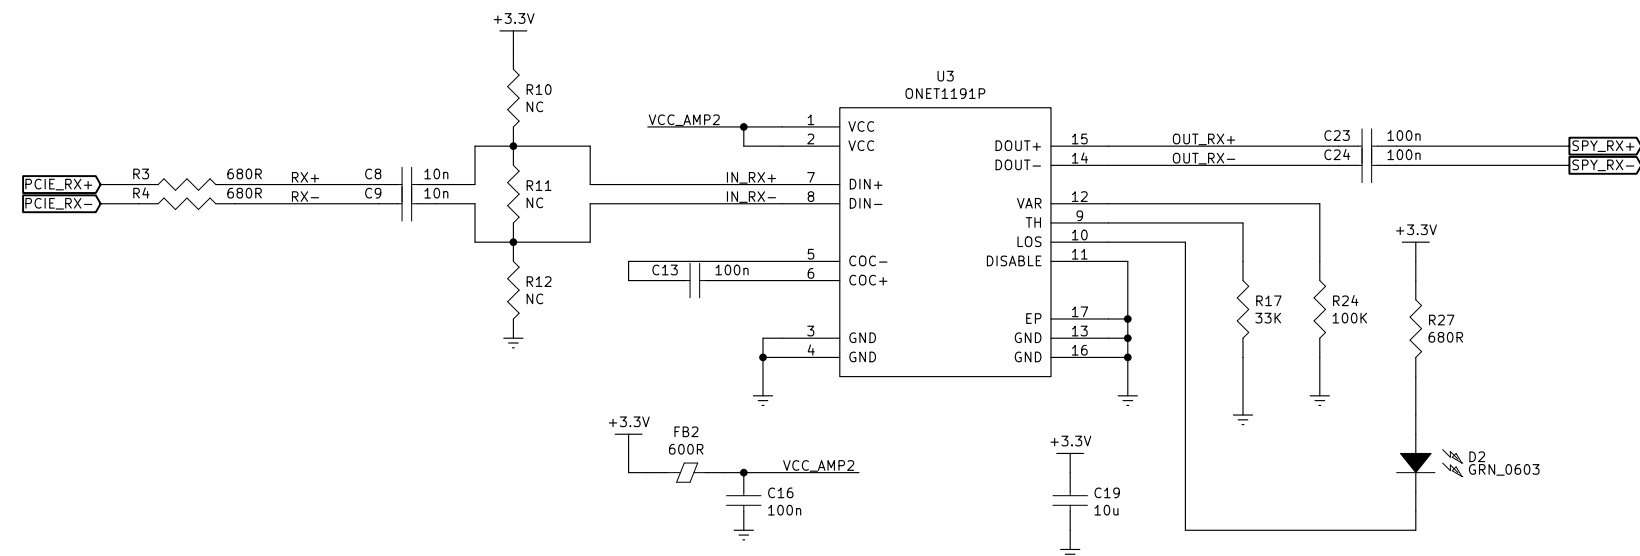 +3.3V
R10
NC
U3
ONET1191P
VCC_AMP2
1
VCC
2
VCC
DOUT+
15
OUT_RX+
C23
100n
SPY_RX+
DOUT-
14
OUT_RX-
C24
100n
SPY_RX-
PCIE_RX+
R3
680R
RX+
C8
10n
PCIE_RX-
R4
680R
RX-
C9
10n
R11
NC
IN_RX+
7
DIN+
IN_RX-
8
DIN-
VAR
12
TH
9
LOS
10
DISABLE
11
+3.3V
C13
100n
5
COC-
6
COC+
R12
NC
R17
33K
R24
100K
R27
680R
EP
17
GND
13
GND
16
3
GND
4
GND
+3.3V
FB2
600R
VCC_AMP2
C16
100n
+3.3V
C19
10u
D2
GRN_0603